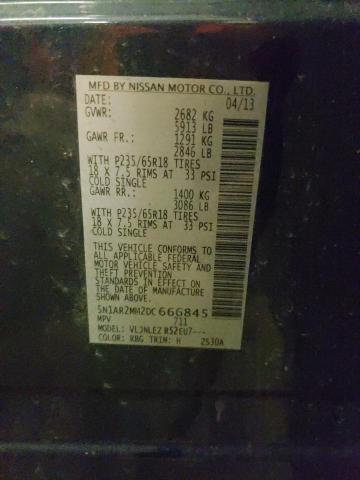 MFD BY NISSAN MOTOR CO., LTD.
DATE: 04/13
GVWR: 2682 KG
5913 LB
GAWR FR: 1291 KG
2846 LB
WITH P235/65R18 TIRES
18 X 7.5 RIMS AT 33 PSI
COLD SINGLE
GAWR RR: 1400 KG
3086 LB
WITH P235/65R18 TIRES
18 X 7.5 RIMS AT 33 PSI
COLD SINGLE
THIS VEHICLE CONFORMS TO
ALL APPLICABLE FEDERAL
MOTOR VEHICLE SAFETY AND
THEFT PREVENTION
STANDARDS IN EFFECT ON
THE DATE OF MANUFACTURE
SHOWN ABOVE.
5N1AR2MM2DC666845
MPV 711
MODEL: VLJNLEZ R52EU7---
COLOR: RBG TRIM: H 2S30A